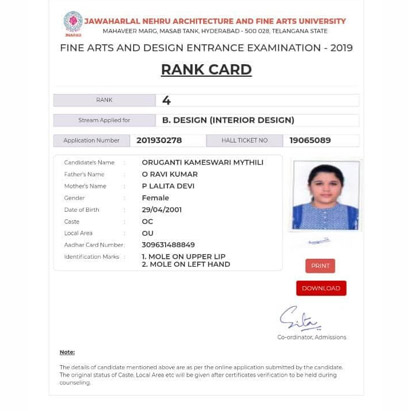 JAWAHARLAL NEHRU ARCHITECTURE AND FINE ARTS UNIVERSITY
MAHAVEER MARG, MASAB TANK, HYDERABAD - 500 028, TELANGANA STATE
FINE ARTS AND DESIGN ENTRANCE EXAMINATION - 2019
RANK CARD
RANK 4
Stream Applied for B. DESIGN (INTERIOR DESIGN)
Application Number 201930278 HALL TICKET NO 19065089
Candidate's Name : ORUGANTI KAMESWARI MYTHILI
Father's Name : O RAVI KUMAR
Mother's Name : P LALITA DEVI
Gender : Female
Date of Birth : 29/04/2001
Caste : OC
Local Area : OU
Aadhar Card Number : 309631488849
Identification Marks : 1. MOLE ON UPPER LIP
2. MOLE ON LEFT HAND
PRINT
DOWNLOAD
Co-ordinator, Admissions
Note:
The details of candidate mentioned above are as per the online application submitted by the candidate.
The original status of Caste, Local Area will be given after certificates verification to be held during
counseling.